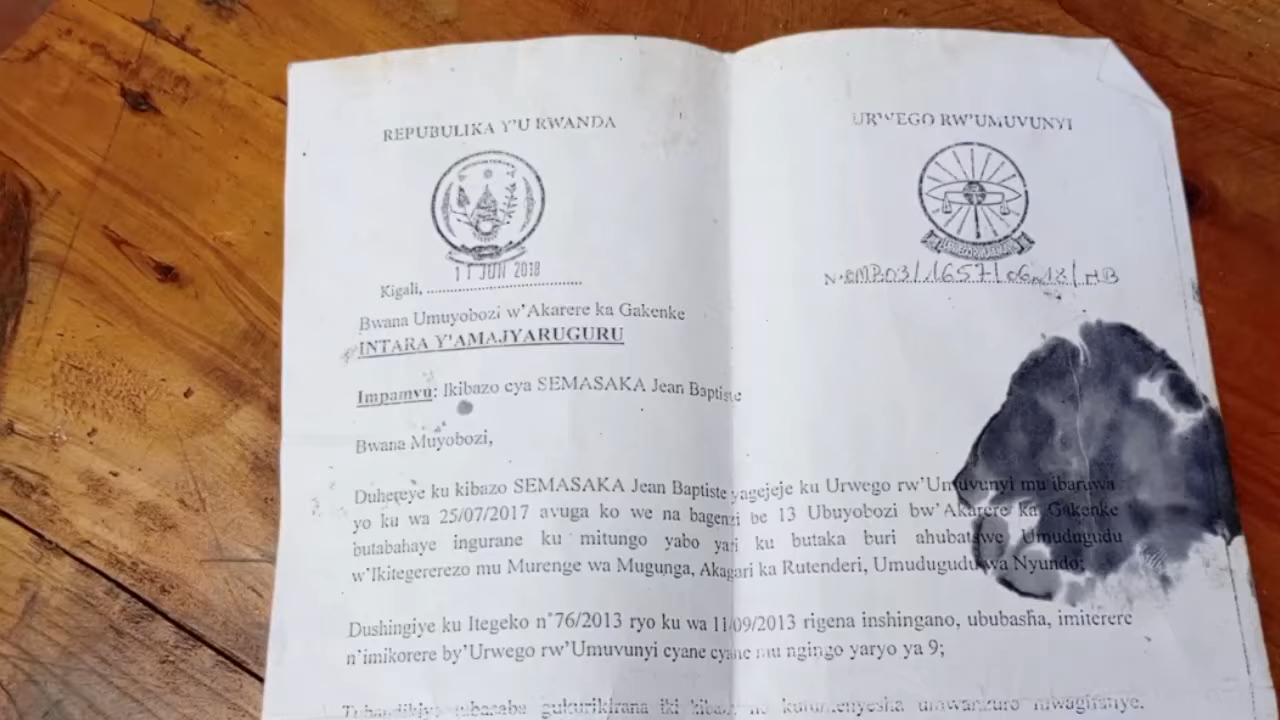 REPUBULIKA Y'U RWANDA
URWEGO RW'UMUVUNYI
11 JUN 2018
Kigali, ..............................
N°
Bwana Umuyobozi w'Akarere ka Gakenke
INTARA Y'AMAJYARUGURU
Impamvu: Ikibazo cya SEMASAKA Jean Baptiste
Bwana Muyobozi,
Duhereye ku kibazo SEMASAKA Jean Baptiste yagejeje ku Urwego rw'Umuvunyi mu ibaruwa
yo ku wa 25/07/2017 avuga ko we na bagenzi be 13 Ubuyobozi bw'Akarere ka Gakenke
butabahaye ingurane ku mitungo yabo yari ku butaka buri ahubatswe Umudugudu
w'Ikitegererezo mu Murenge wa Mugunga, Akagari ka Rutenderi, Umudugudu wa Nyundo;
Dushingiye ku Itegeko n°76/2013 ryo ku wa 11/09/2013 rigena inshingano, ububasha, imiterere
n'imikorere by'Urwego rw'Umuvunyi cyane cyane mu ngingo yaryo ya 9;
gukurikirana iki